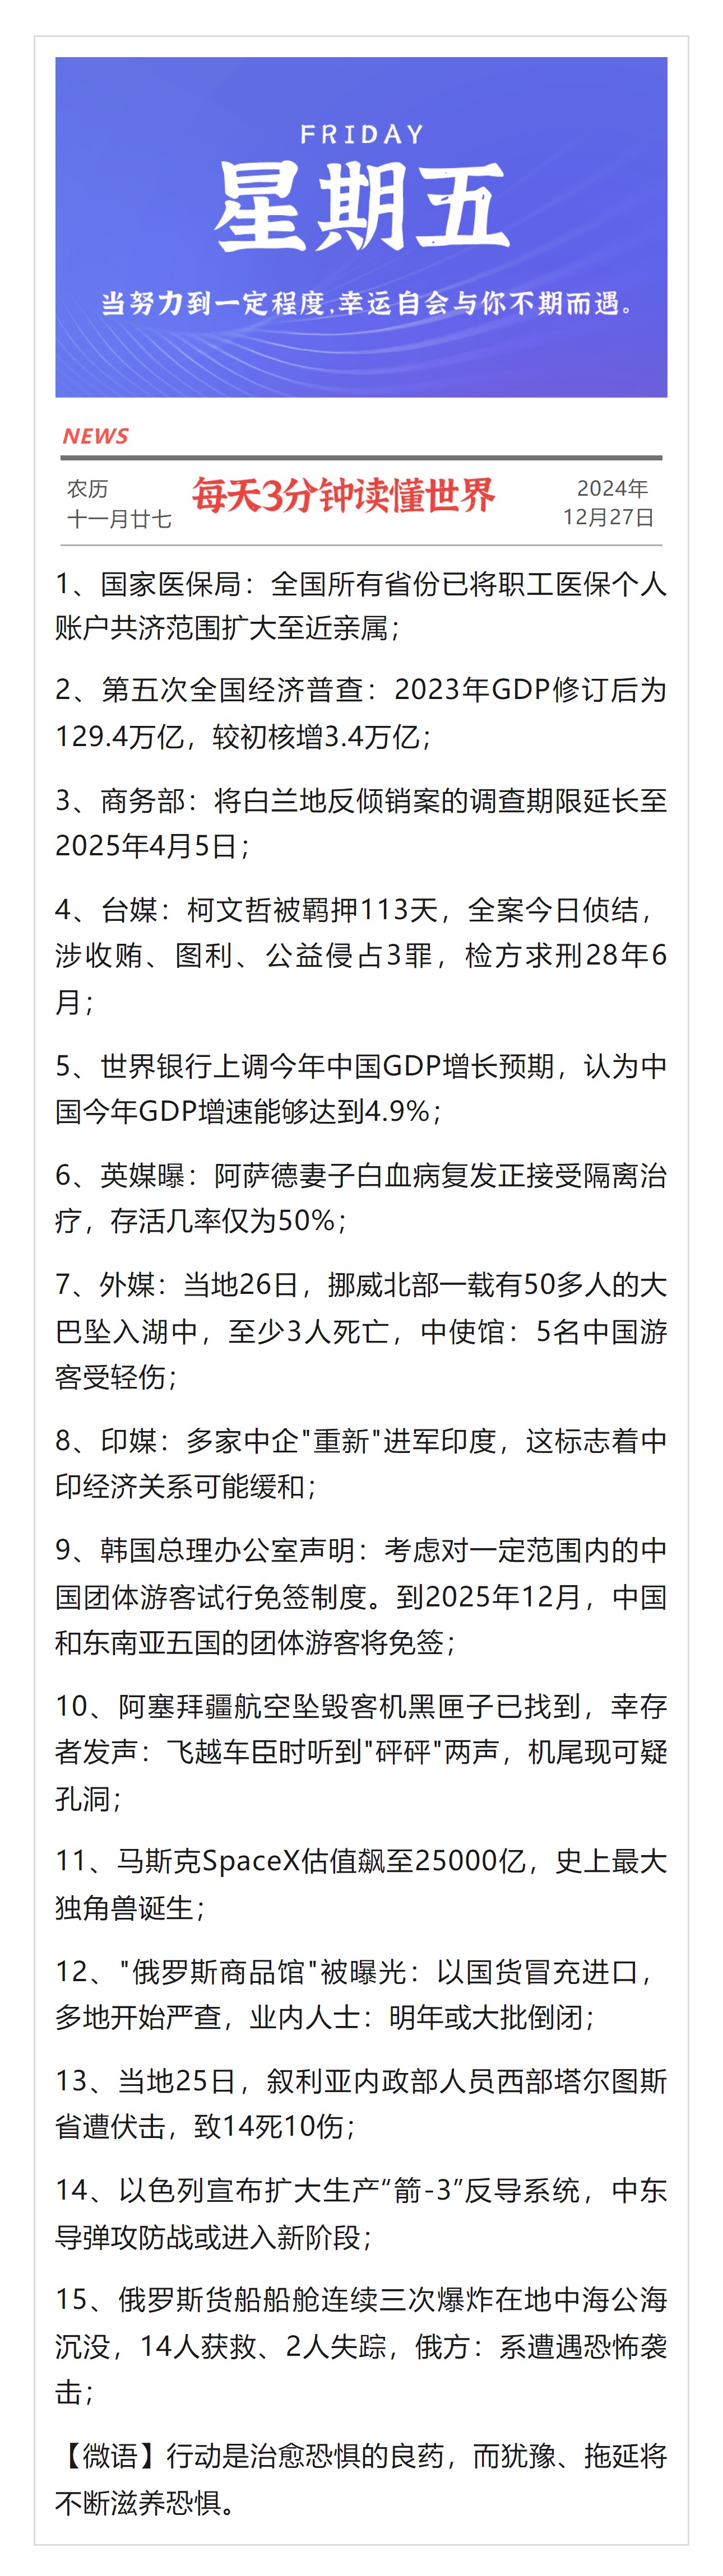 FRIDAY
星期五
当努力到一定程度,幸运自会与你不期而遇。
NEWS
农历
十一月廿七
每天3分钟读懂世界
2024年
12月27日
1、国家医保局：全国所有省份已将职工医保个人
账户共济范围扩大至近亲属；
2、第五次全国经济普查：2023年GDP修订后为
129.4万亿，较初核增3.4万亿；
3、商务部：将白兰地反倾销案的调查期限延长至
2025年4月5日；
4、台媒：柯文哲被羁押113天，全案今日侦结，
涉收贿、图利、公益侵占3罪，检方求刑28年6
月；
5、世界银行上调今年中国GDP增长预期，认为中
国今年GDP增速能够达到4.9%；
6、英媒曝：阿萨德妻子白血病复发正接受隔离治
疗，存活几率仅为50%；
7、外媒：当地26日，挪威北部一载有50多人的大
巴坠入湖中，至少3人死亡，中使馆：5名中国游
客受轻伤；
8、印媒：多家中企"重新"进军印度，这标志着中
印经济关系可能缓和；
9、韩国总理办公室声明：考虑对一定范围内的中
国团体游客试行免签制度。到2025年12月，中国
和东南亚五国的团体游客将免签；
10、阿塞拜疆航空坠毁客机黑匣子已找到，幸存
者发声：飞越车臣时听到"砰砰"两声，机尾现可疑
孔洞；
11、马斯克SpaceX估值飙至25000亿，史上最大
独角兽诞生；
12、"俄罗斯商品馆"被曝光：以国货冒充进口，
多地开始严查，业内人士：明年或大批倒闭；
13、当地25日，叙利亚内政部人员西部塔尔图斯
省遭伏击，致14死10伤；
14、以色列宣布扩大生产“箭-3”反导系统，中东
导弹攻防战或进入新阶段；
15、俄罗斯货船船舱连续三次爆炸在地中海公海
沉没，14人获救、2人失踪，俄方：系遭遇恐怖袭
击；
【微语】行动是治愈恐惧的良药，而犹豫、拖延将
不断滋养恐惧。